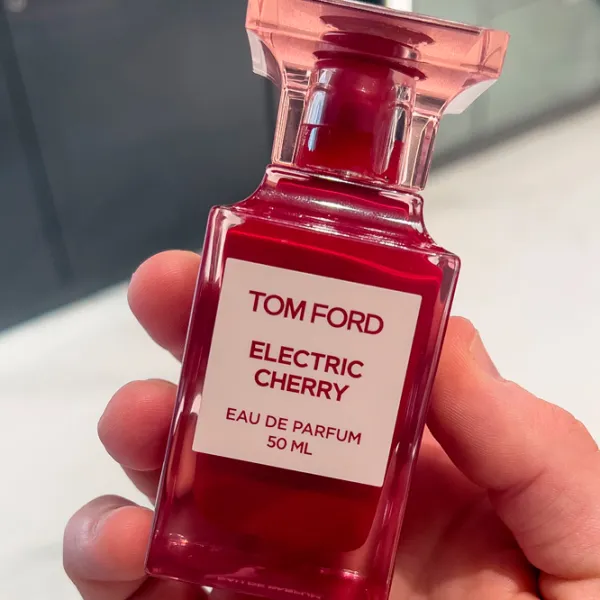 TOM FORD
ELECTRIC
CHERRY
EAU DE PARFUM
50 ML